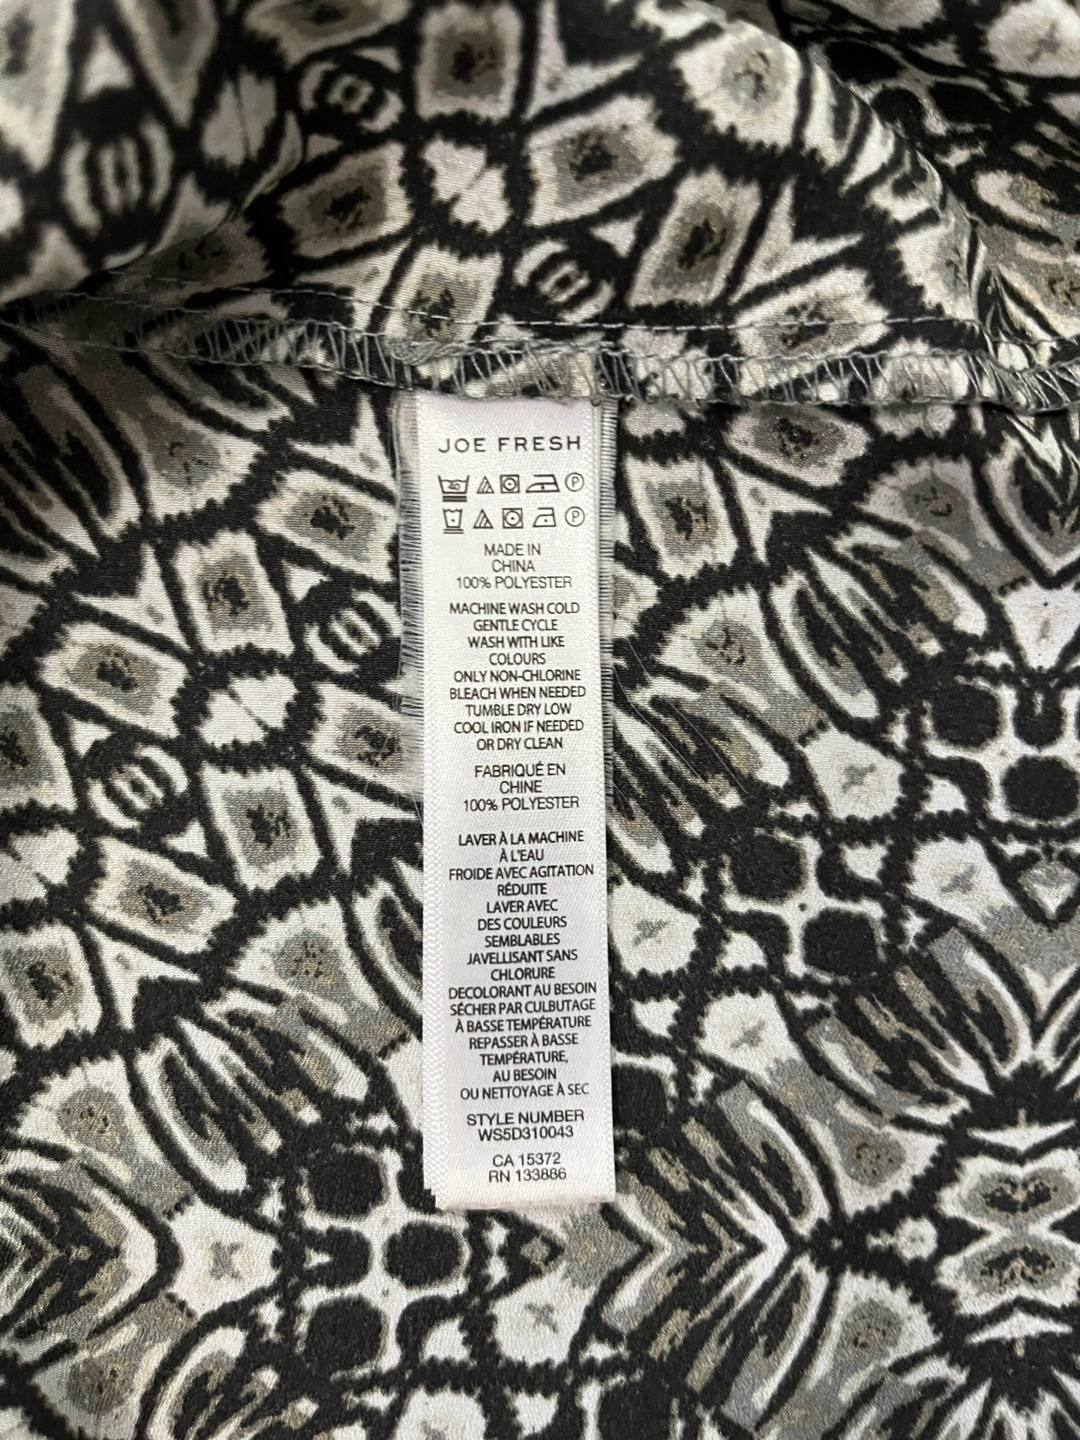 JOE FRESH
MADE IN
CHINA
100% POLYESTER
MACHINE WASH COLD
GENTLE CYCLE
WASH WITH LIKE
COLOURS
ONLY NON-CHLORINE
BLEACH WHEN NEEDED
TUMBLE DRY LOW
COOL IRON IF NEEDED
OR DRY CLEAN
FABRIQUÉ EN
CHINE
100% POLYESTER
LAVER À LA MACHINE
À L'EAU
FROIDE AVEC AGITATION
RÉDUITE
LAVER AVEC
DES COULEURS
SEMBLABLES
JAVELLISANT SANS
CHLORURE
DECOLORANT AU BESOIN
SÉCHER PAR CULBUTAGE
À BASSE TEMPÉRATURE
REPASSER À BASSE
TEMPÉRATURE,
AU BESOIN
OU NETTOYAGE À SEC
STYLE NUMBER
WS5D310043
CA 15372
RN 133886